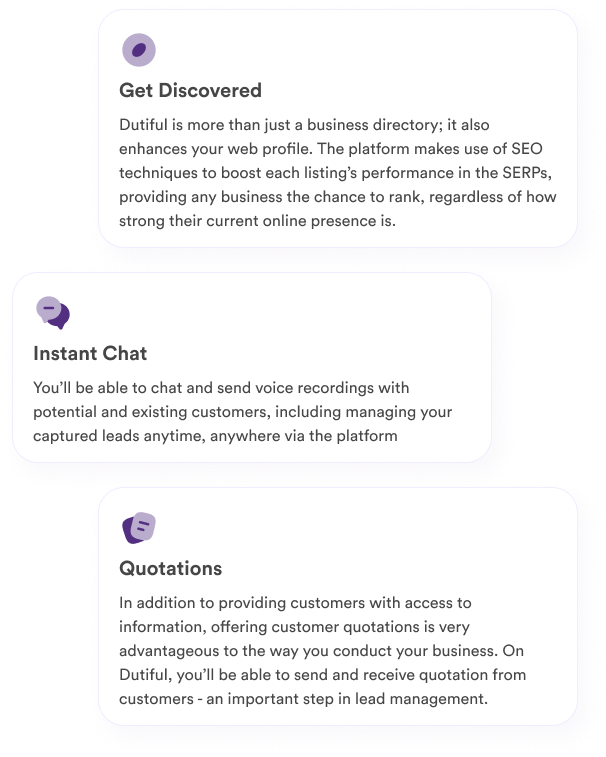 Get Discovered
Dutiful is more than just a business directory; it also
enhances your web profile. The platform makes use of SEO
techniques to boost each listing’s performance in the SERPs,
providing any business the chance to rank, regardless of how
strong their current online presence is.
Instant Chat
You’ll be able to chat and send voice recordings with
potential and existing customers, including managing your
captured leads anytime, anywhere via the platform
Quotations
In addition to providing customers with access to
information, offering customer quotations is very
advantageous to the way you conduct your business. On
Dutiful, you’ll be able to send and receive quotation from
customers - an important step in lead management.